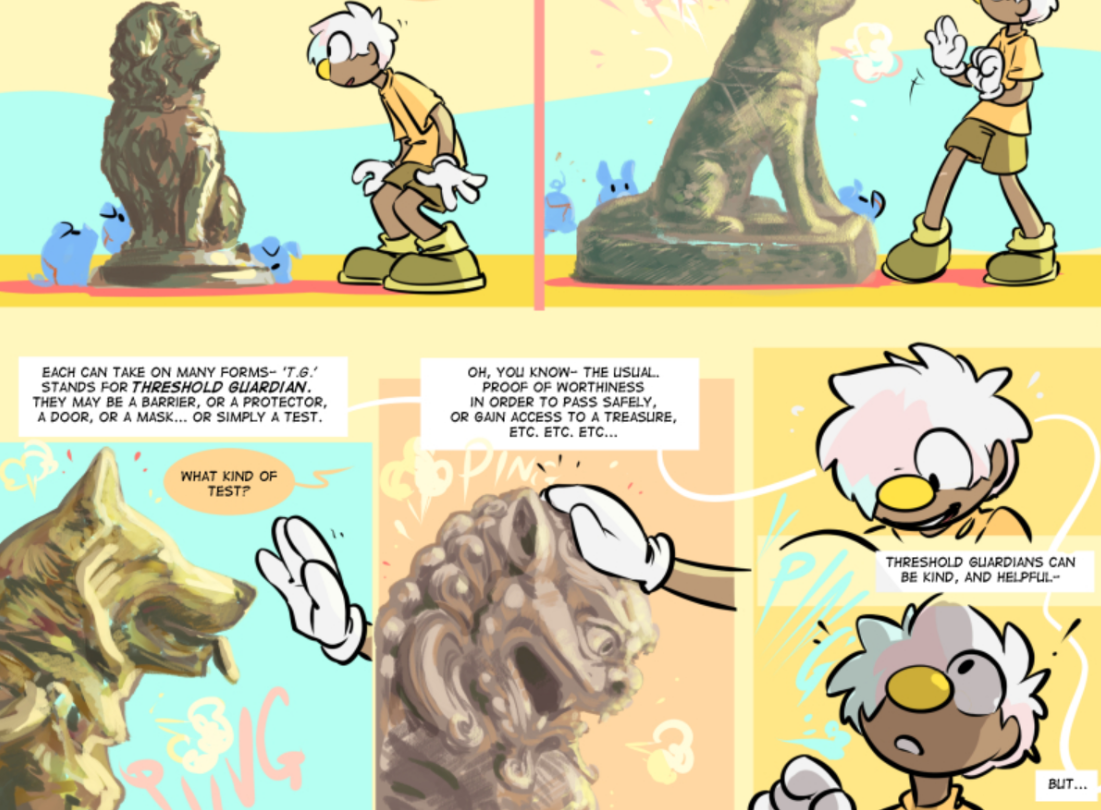 EACH CAN TAKE ON MANY FORMS- 'T.G.'
STANDS FOR THRESHOLD GUARDIAN.
THEY MAY BE A BARRIER, OR A PROTECTOR,
A DOOR, OR A MASK... OR SIMPLY A TEST.
WHAT KIND OF
TEST?
PIING
OH, YOU KNOW- THE USUAL.
PROOF OF WORTHINESS
IN ORDER TO PASS SAFELY,
OR GAIN ACCESS TO A TREASURE,
ETC. ETC. ETC...
PING
THRESHOLD GUARDIANS CAN
BE KIND, AND HELPFUL-
PING
BUT...